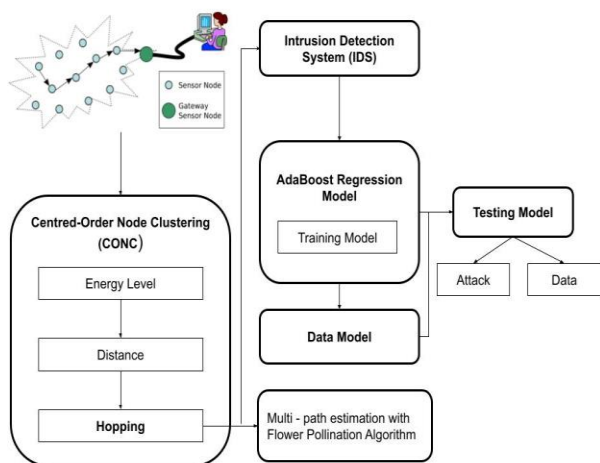 Sensor Node
Gateway
Sensor Node
Centred-Order Node Clustering
(CONC)
Energy Level
Distance
Hopping
Intrusion Detection
System (IDS)
AdaBoost Regression
Model
Training Model
Data Model
Testing Model
Attack
Data
Multi - path estimation with
Flower Pollination Algorithm